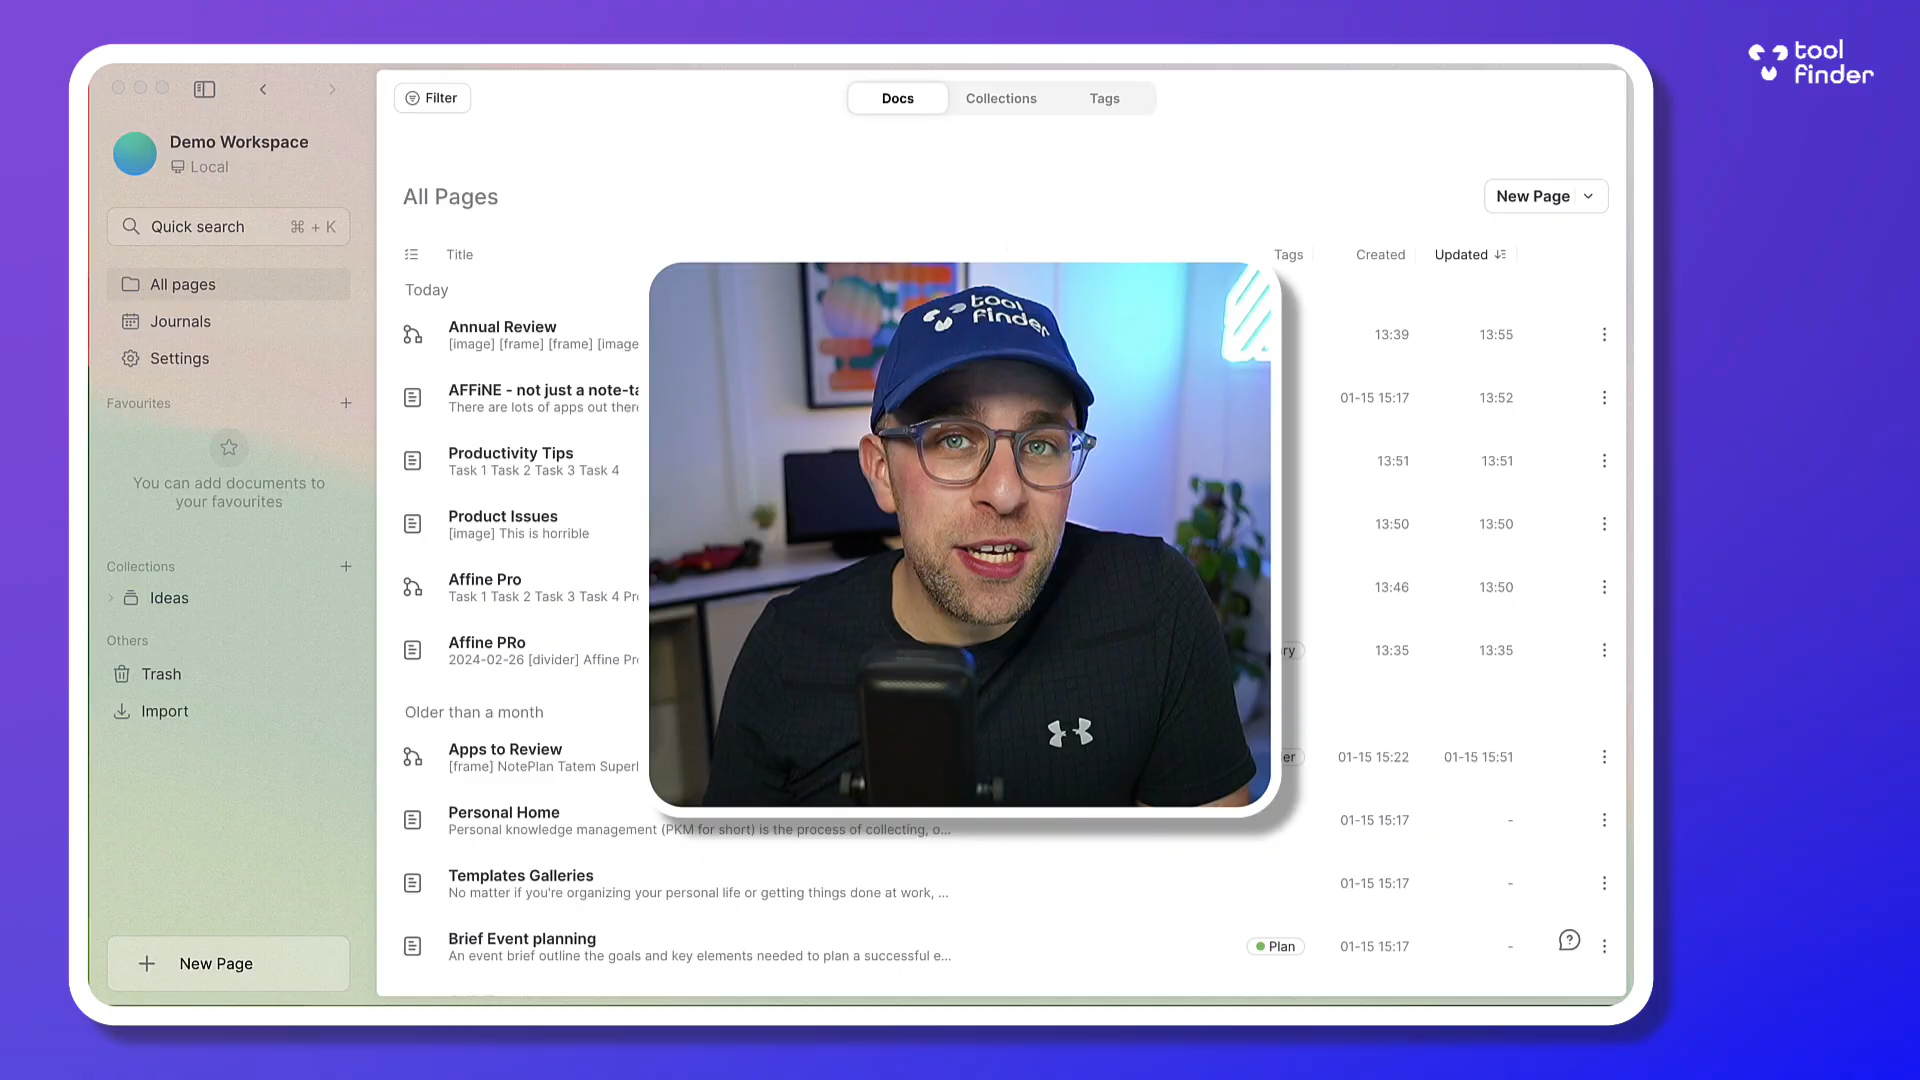 tool
finder
Filter
Docs Collections Tags
Demo Workspace
Local
All Pages
New Page
Quick search ⌘ + K
Title Tags Created Updated
All pages
Journals
Settings
Favourites
You can add documents to
your favourites
Collections
Ideas
Others
Trash
Import
New Page
Today
Annual Review
[image] [frame] [frame] [image
13:39 13:55
AFFiNE - not just a note-ta
There are lots of apps out there
01-15 15:17 13:52
Productivity Tips
Task 1 Task 2 Task 3 Task 4
13:51 13:51
Product Issues
[image] This is horrible
13:50 13:50
Affine Pro
Task 1 Task 2 Task 3 Task 4 Pr
13:46 13:50
Affine PRo
2024-02-26 [divider] Affine Pr
ry 13:35 13:35
Older than a month
Apps to Review
[frame] NotePlan Tatem Superl
er 01-15 15:22 01-15 15:51
Personal Home
Personal knowledge management (PKM for short) is the process of collecting, o...
01-15 15:17 -
Templates Galleries
No matter if you're organizing your personal life or getting things done at work, ...
01-15 15:17 -
Brief Event planning
An event brief outline the goals and key elements needed to plan a successful e...
Plan 01-15 15:17 -
tool
finder